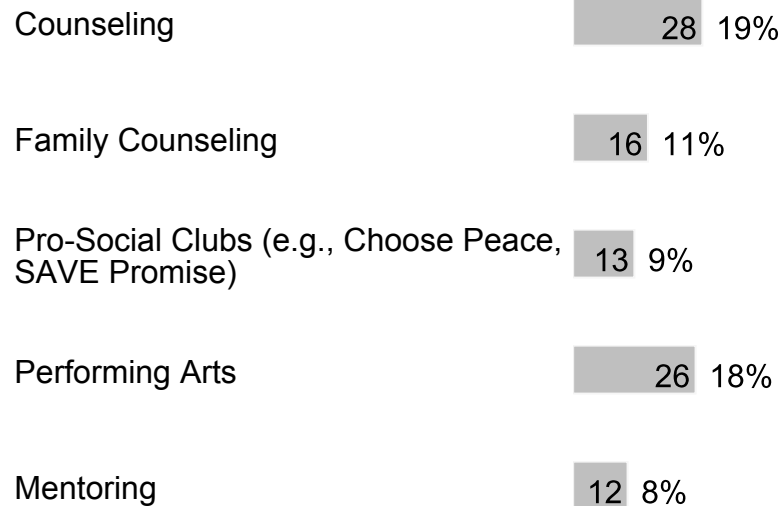 Counseling 28 19%
Family Counseling 16 11%
Pro-Social Clubs (e.g., Choose Peace,
SAVE Promise) 13 9%
Performing Arts 26 18%
Mentoring 12 8%